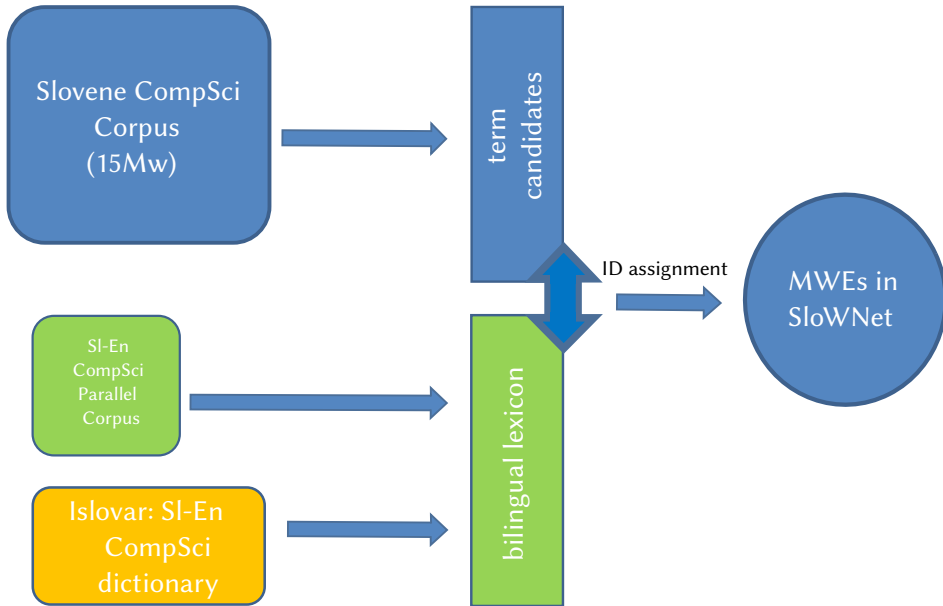 Slovene CompSci
Corpus
(15Mw)
term
candidates
ID assignment
MWEs in
SloWNet
Sl-En
CompSci
Parallel
Corpus
bilingual lexicon
Islovar: Sl-En
CompSci
dictionary